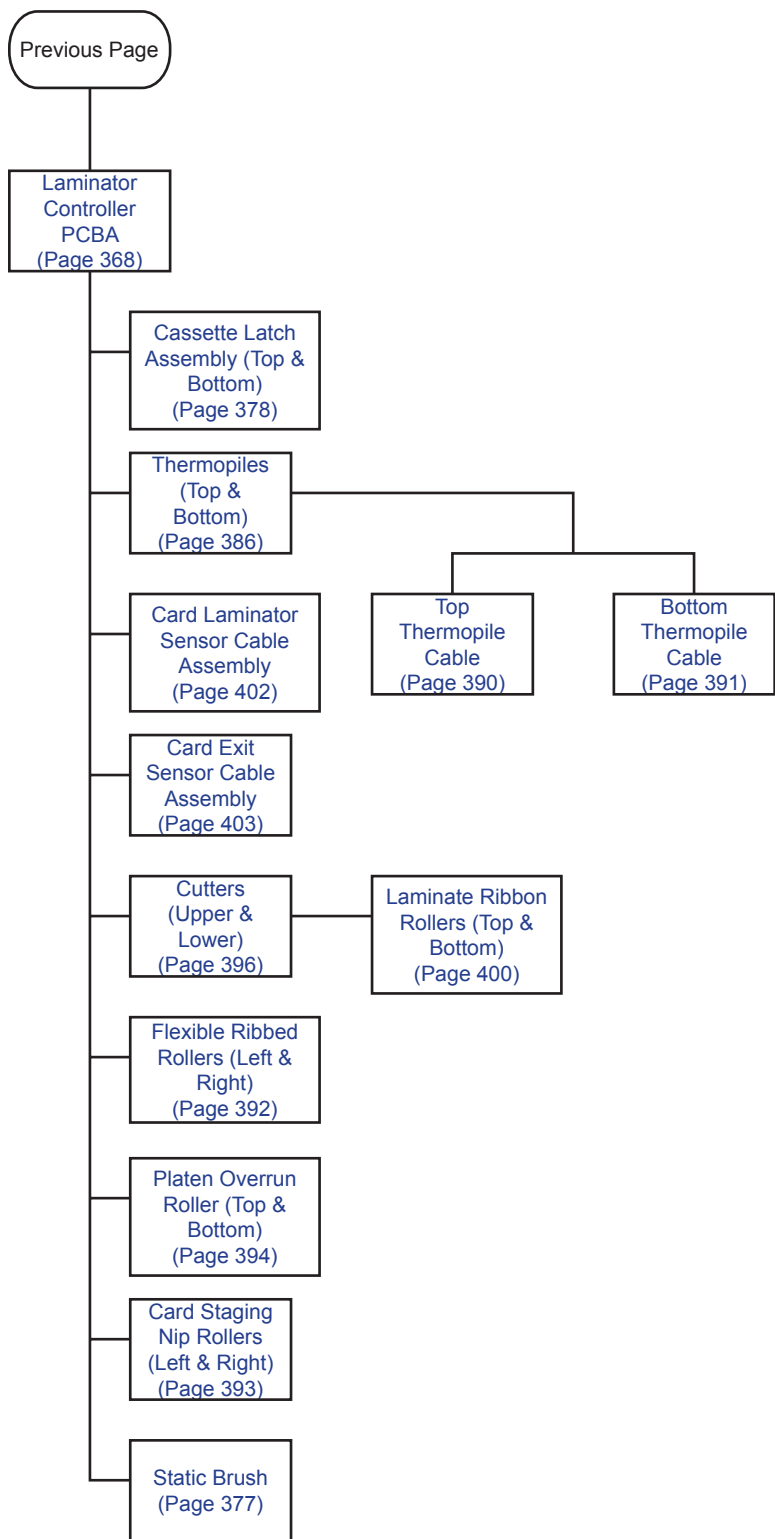 Previous Page
Laminator
Controller
PCBA
(Page 368)
Cassette Latch
Assembly (Top &
Bottom)
(Page 378)
Thermopiles
(Top &
Bottom)
(Page 386)
Top
Thermopile
Cable
(Page 390)
Bottom
Thermopile
Cable
(Page 391)
Card Laminator
Sensor Cable
Assembly
(Page 402)
Card Exit
Sensor Cable
Assembly
(Page 403)
Cutters
(Upper &
Lower)
(Page 396)
Laminate Ribbon
Rollers (Top &
Bottom)
(Page 400)
Flexible Ribbed
Rollers (Left &
Right)
(Page 392)
Platen Overrun
Roller (Top &
Bottom)
(Page 394)
Card Staging
Nip Rollers
(Left & Right)
(Page 393)
Static Brush
(Page 377)